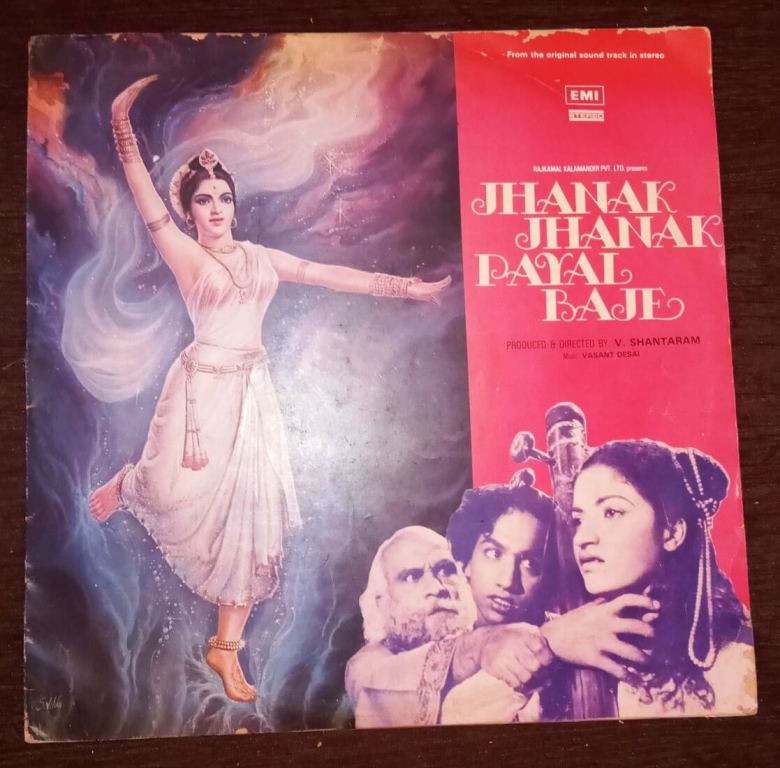 From the original sound track in stereo
EMI
STEREO
RAJKAMAL KALAMANDIR PVT. LTD. presents
JHANAK
JHANAK
PAYAL
BAJE
PRODUCED & DIRECTED BY: V. SHANTARAM
Music: VASANT DESAI